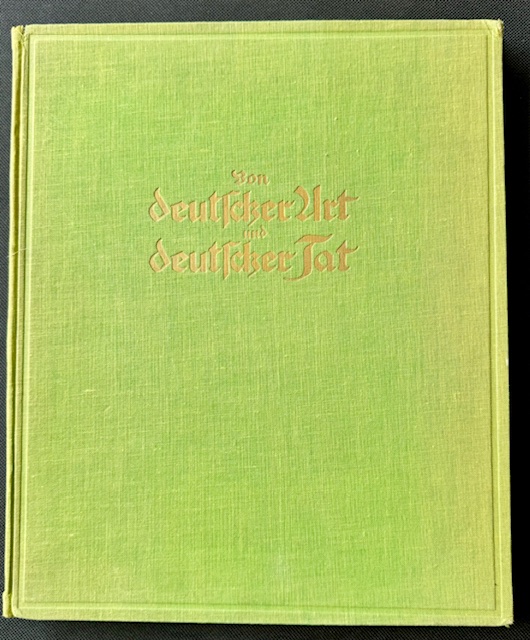 Von
deutscher Art
und
deutscher Tat